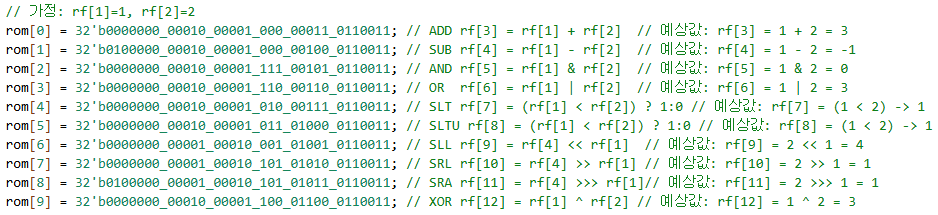 // 가정: rf[1]=1, rf[2]=2
rom[0] = 32'b0000000_00010_00001_000_00011_0110011; // ADD rf[3] = rf[1] + rf[2]  // 예상값: rf[3] = 1 + 2 = 3
rom[1] = 32'b0100000_00010_00001_000_00100_0110011; // SUB rf[4] = rf[1] - rf[2]  // 예상값: rf[4] = 1 - 2 = -1
rom[2] = 32'b0000000_00010_00001_111_00101_0110011; // AND rf[5] = rf[1] & rf[2]  // 예상값: rf[5] = 1 & 2 = 0
rom[3] = 32'b0000000_00010_00001_110_00110_0110011; // OR  rf[6] = rf[1] | rf[2]  // 예상값: rf[6] = 1 | 2 = 3
rom[4] = 32'b0000000_00010_00001_010_00111_0110011; // SLT rf[7] = (rf[1] < rf[2]) ? 1:0 // 예상값: rf[7] = (1 < 2) -> 1
rom[5] = 32'b0000000_00010_00001_011_01000_0110011; // SLTU rf[8] = (rf[1] < rf[2]) ? 1:0 // 예상값: rf[8] = (1 < 2) -> 1
rom[6] = 32'b0000000_00001_00010_001_01001_0110011; // SLL rf[9] = rf[4] << rf[1]  // 예상값: rf[9] = 2 << 1 = 4
rom[7] = 32'b0000000_00001_00010_101_01010_0110011; // SRL rf[10] = rf[4] >> rf[1] // 예상값: rf[10] = 2 >> 1 = 1
rom[8] = 32'b0100000_00001_00010_101_01011_0110011; // SRA rf[11] = rf[4] >>> rf[1]// 예상값: rf[11] = 2 >>> 1 = 1
rom[9] = 32'b0000000_00010_00001_100_01100_0110011; // XOR rf[12] = rf[1] ^ rf[2] // 예상값: rf[12] = 1 ^ 2 = 3